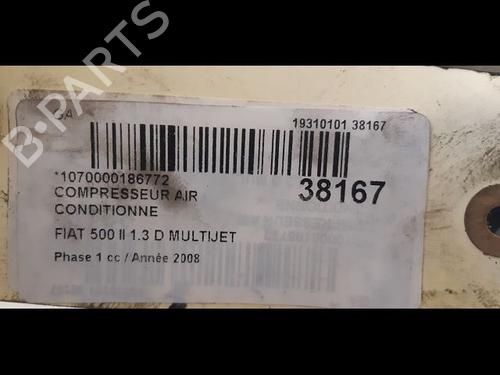 GA
19310101 38167
*1070000186772
38167
COMPRESSEUR AIR
CONDITIONNE
FIAT 500 II 1.3 D MULTIJET
Phase 1 cc / Année 2008
B-PARTS